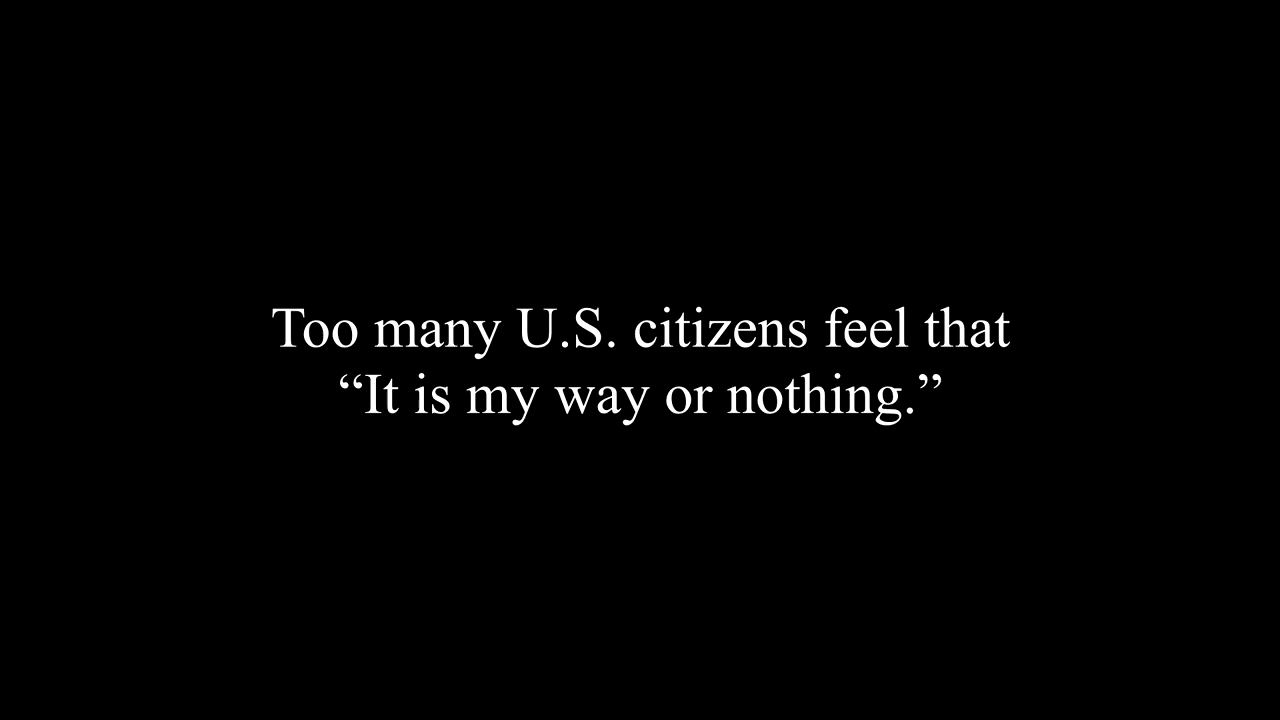 Too many U.S. citizens feel that
“It is my way or nothing.”